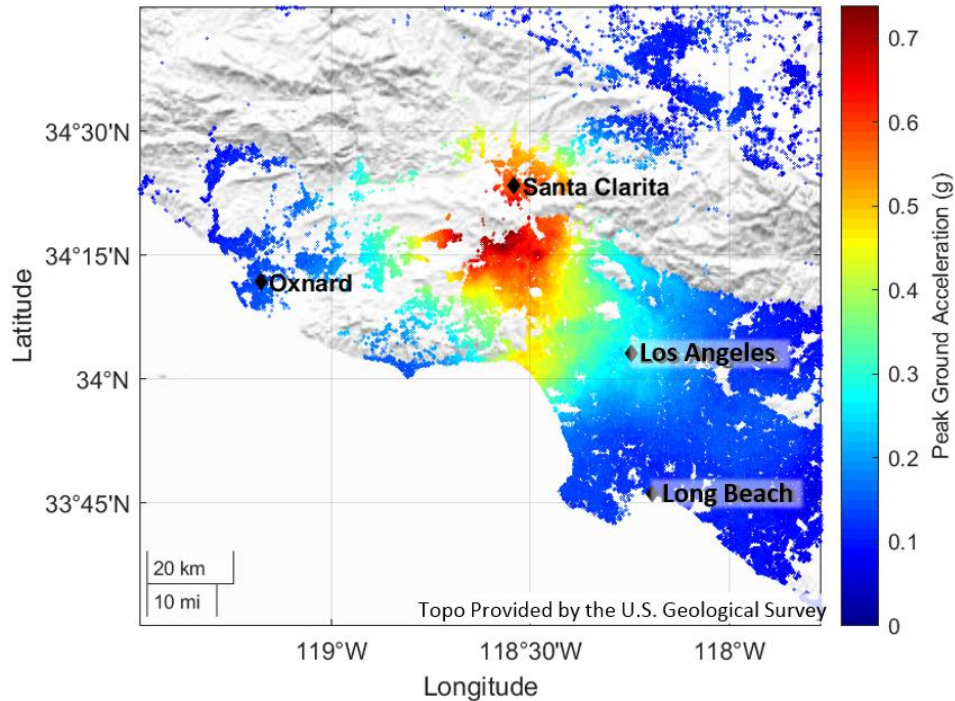 0.7
0.6
34°30'N
0.5
Santa Clarita
34°15'N
Oxnard
0.4
Latitude
Peak Ground Acceleration (g)
Los Angeles
0.3
34°N
0.2
Long Beach
33°45'N
0.1
20 km
10 mi
Topo Provided by the U.S. Geological Survey
0
119°W
118°30'W
118°W
Longitude